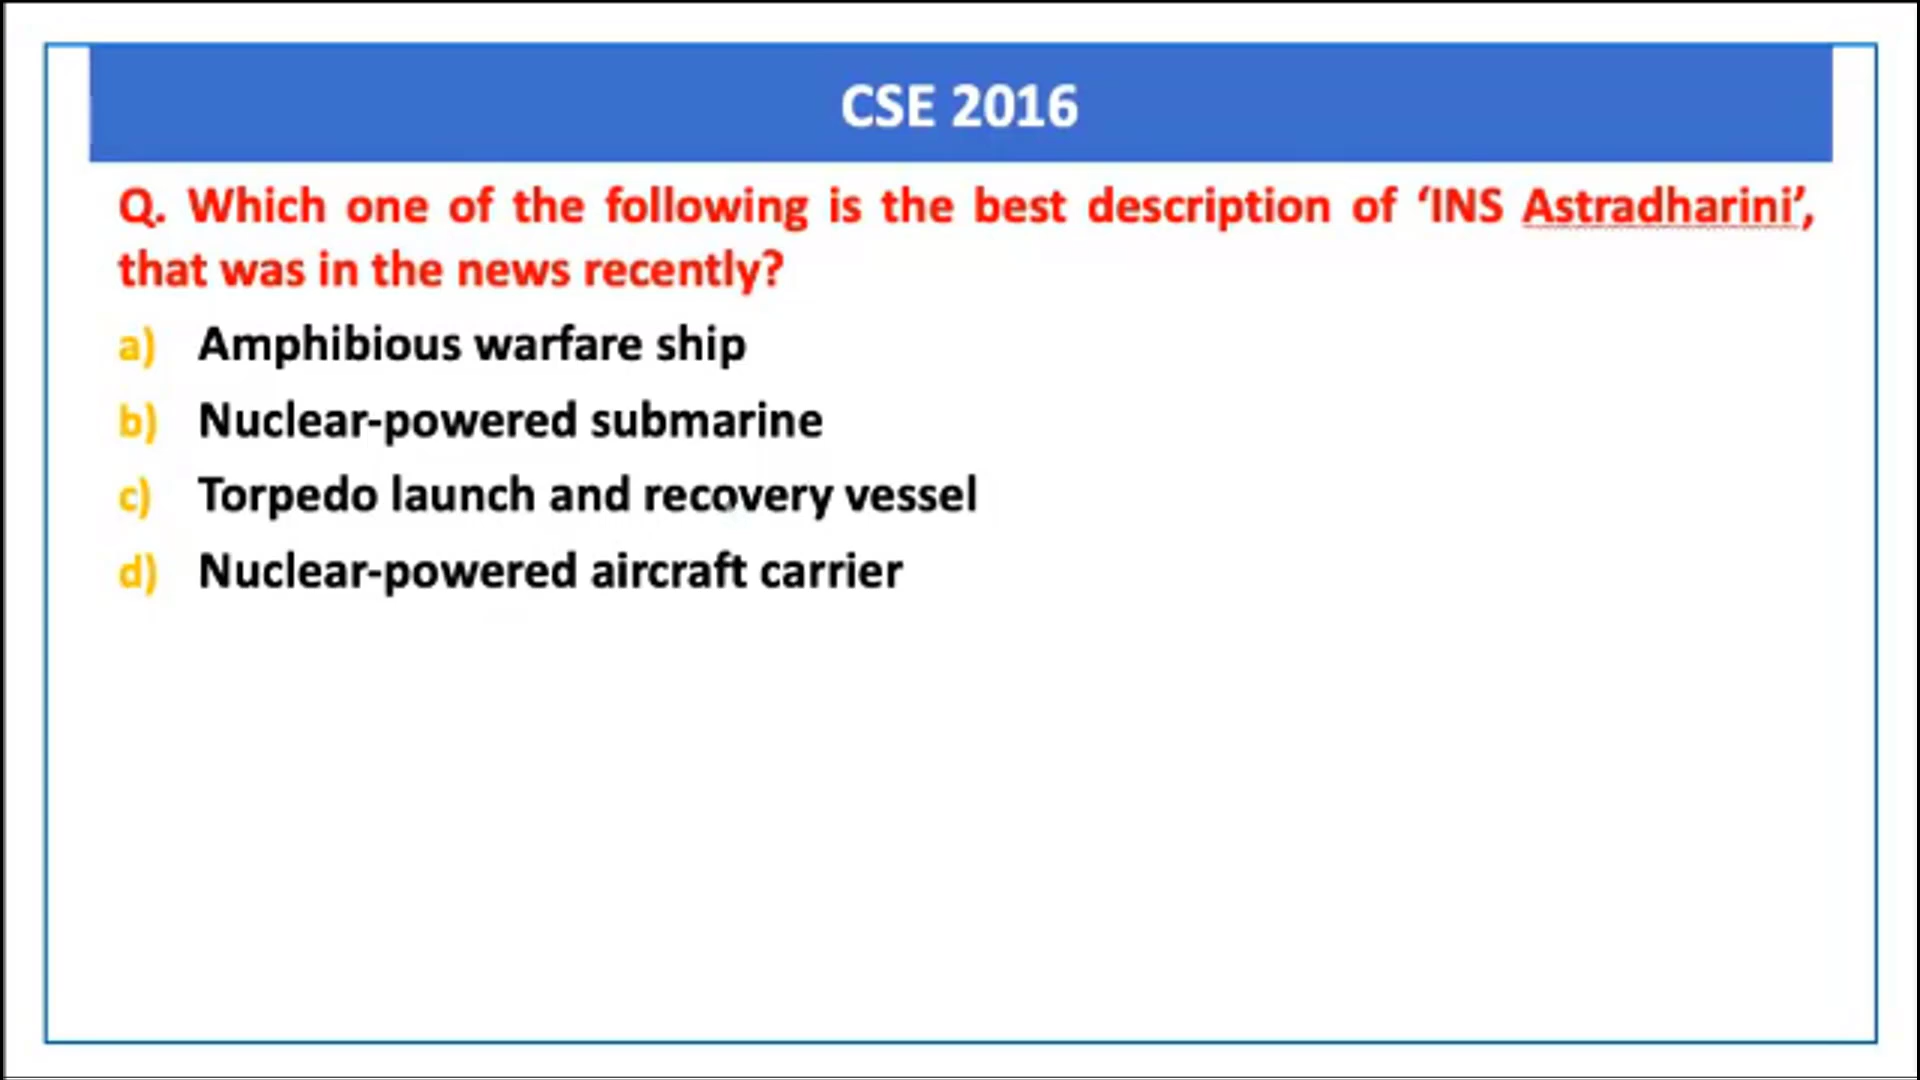 CSE 2016
Q. Which one of the following is the best description of ‘INS Astradharini’,
that was in the news recently?
a) Amphibious warfare ship
b) Nuclear-powered submarine
c) Torpedo launch and recovery vessel
d) Nuclear-powered aircraft carrier